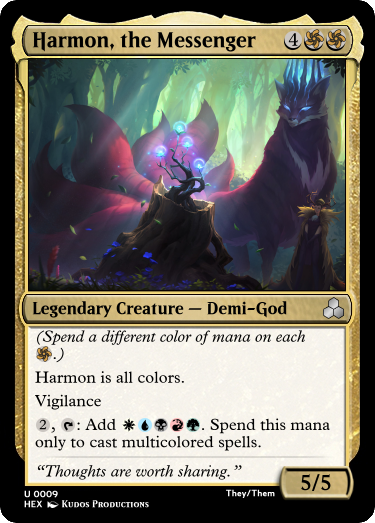 Harmon, the Messenger 4
Legendary Creature — Demi-God
(Spend a different color of mana on each
.)
Harmon is all colors.
Vigilance
2, : Add . Spend this mana
only to cast multicolored spells.
“Thoughts are worth sharing.”
5/5
U 0009
They/Them
HEX Kudos Productions